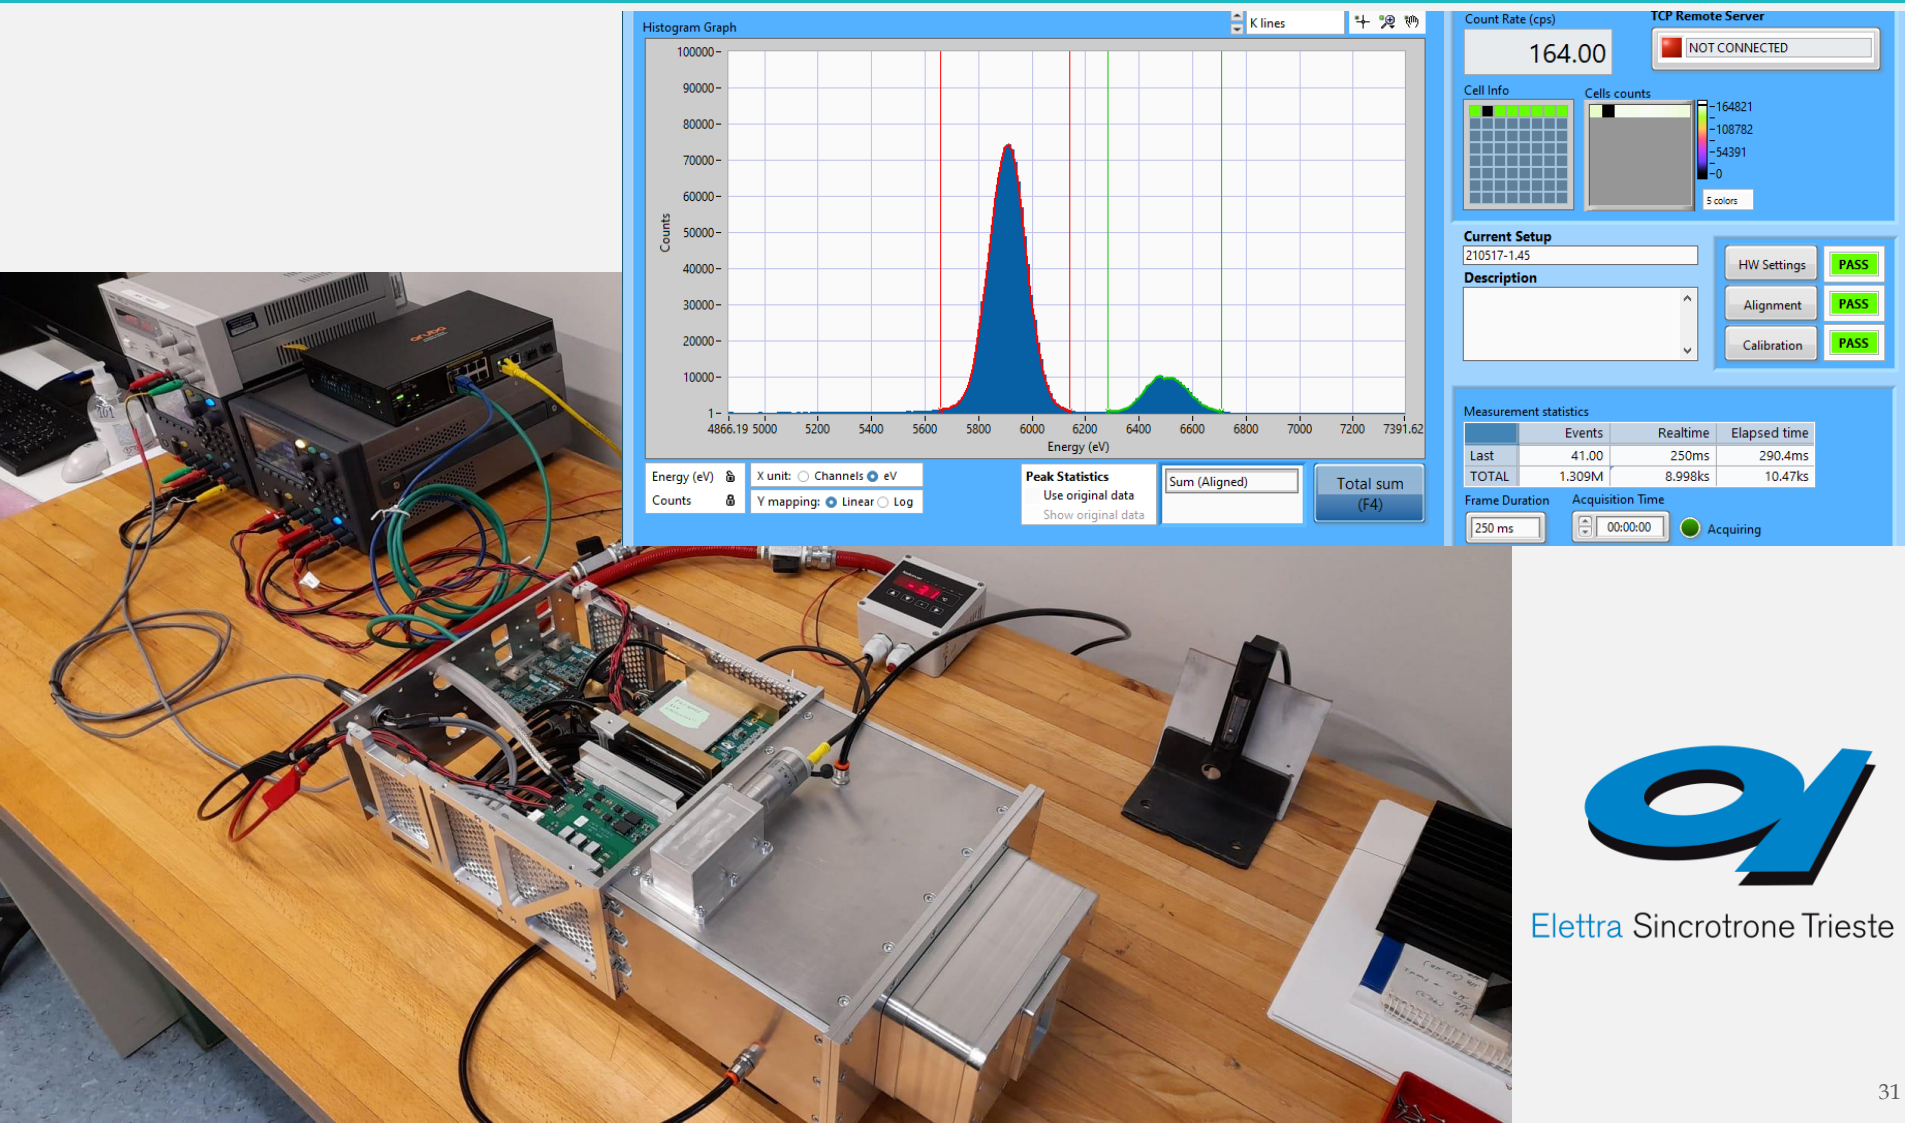 Histogram Graph
K lines
100000
90000
80000
70000
60000
50000
40000
30000
20000
10000
1
Counts
4866.19 5000 5200 5400 5600 5800 6000 6200 6400 6600 6800 7000 7200 7391.62
Energy (eV)
Energy (eV)
Counts
X unit: Channels eV
Y mapping: Linear Log
Peak Statistics
Use original data
Show original data
Sum (Aligned)
Total sum
(F4)
Count Rate (cps)
164.00
TCP Remote Server
NOT CONNECTED
Cell Info
Cells counts
164821
108782
54391
0
5 colors
Current Setup
210517-1.45
Description
HW Settings PASS
Alignment PASS
Calibration PASS
Measurement statistics
Events Realtime Elapsed time
Last 41.00 250ms 290.4ms
TOTAL 1.309M 8.998ks 10.47ks
Frame Duration
250 ms
Acquisition Time
00:00:00
Acquiring
aruba
101
Elettra Sincrotrone Trieste
31